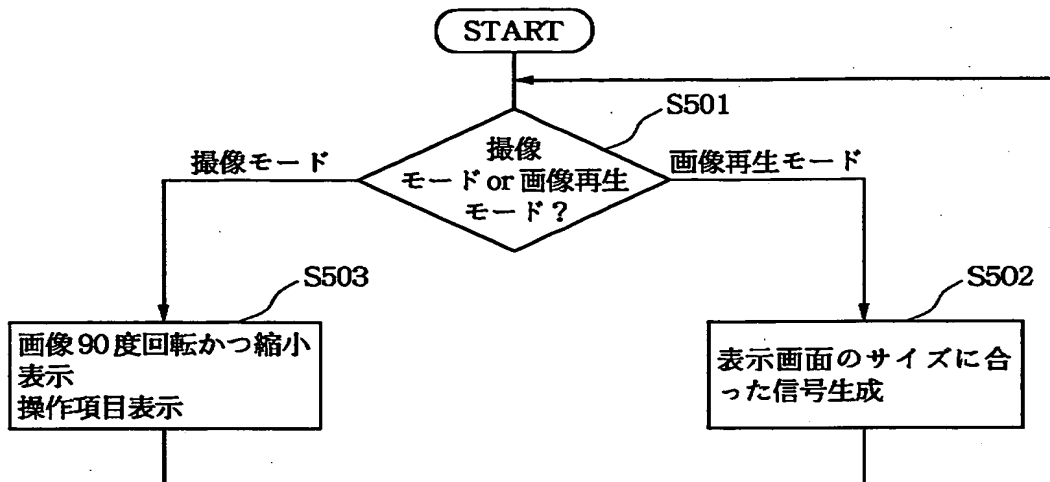 START
S501
撮像
モード or 画像再生
モード？
撮像モード
画像再生モード
S503
画像90度回転かつ縮小
表示
操作項目表示
S502
表示画面のサイズに合
った信号生成